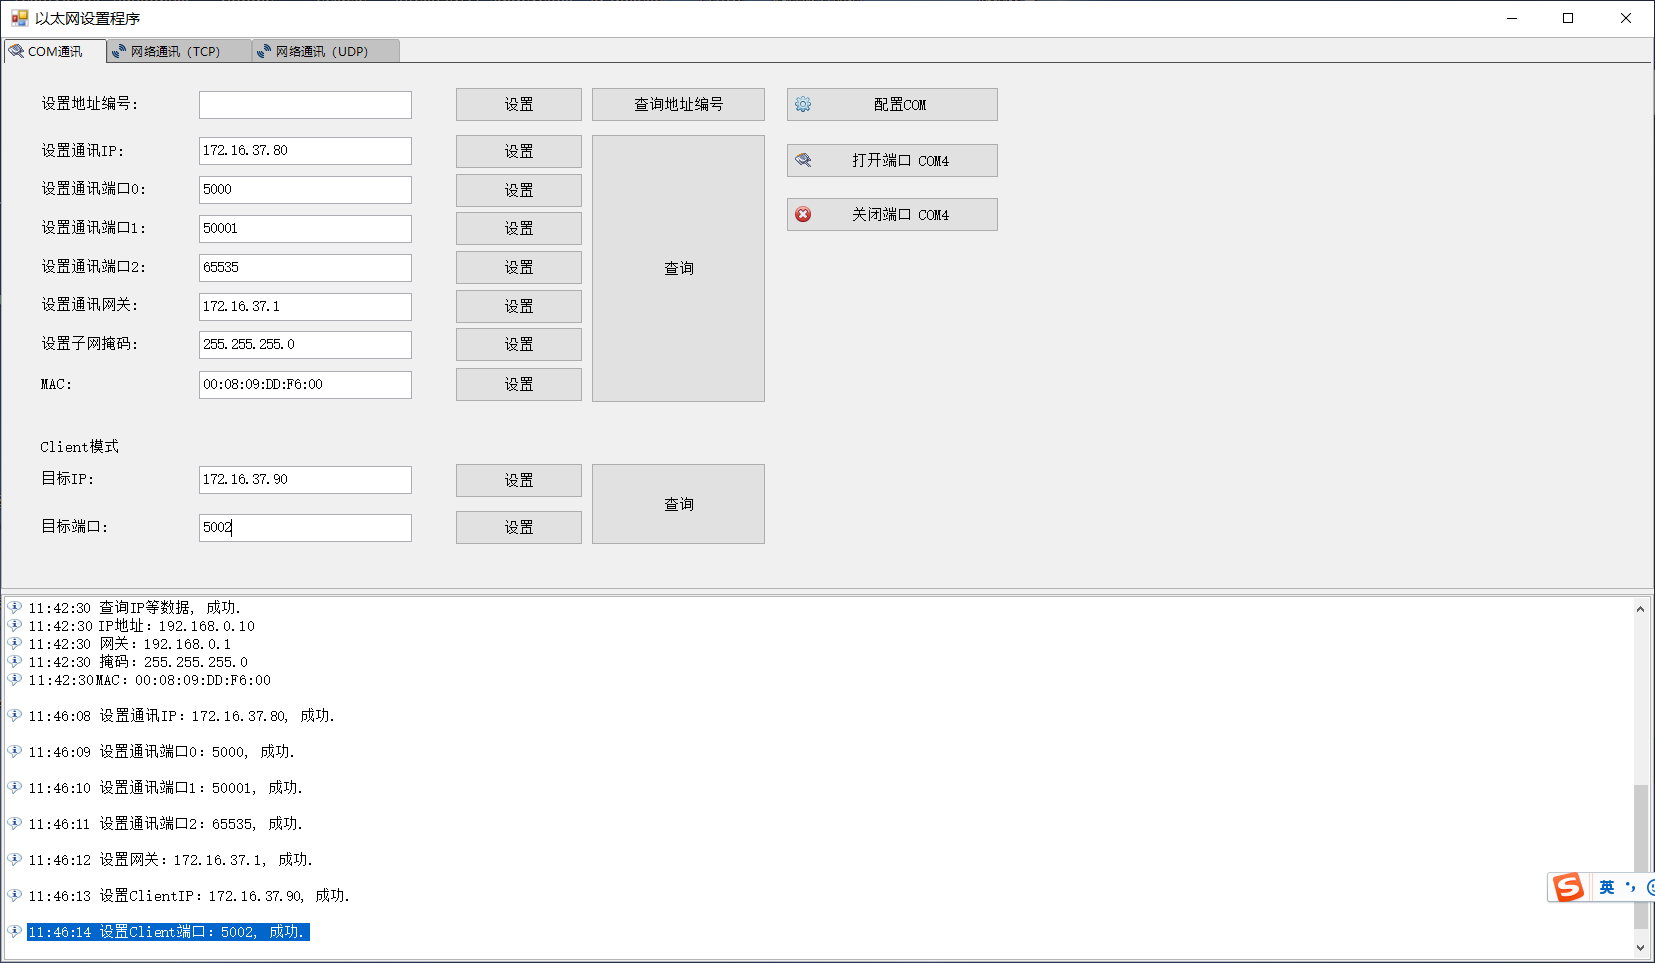 以太网设置程序
COM通讯 网络通讯（TCP） 网络通讯（UDP）
设置地址编号: 设置 查询地址编号 配置COM
设置通讯IP: 172.16.37.80 设置 打开端口 COM4
设置通讯端口0: 5000 设置
设置通讯端口1: 50001 设置 关闭端口 COM4
设置通讯端口2: 65535 设置 查询
设置通讯网关: 172.16.37.1 设置
设置子网掩码: 255.255.255.0 设置
MAC: 00:08:09:DD:F6:00 设置
Client模式
目标IP: 172.16.37.90 设置 查询
目标端口: 5002 设置
11:42:30 查询IP等数据, 成功.
11:42:30 IP地址：192.168.0.10
11:42:30 网关：192.168.0.1
11:42:30 掩码：255.255.255.0
11:42:30 MAC：00:08:09:DD:F6:00
11:46:08 设置通讯IP：172.16.37.80, 成功.
11:46:09 设置通讯端口0：5000, 成功.
11:46:10 设置通讯端口1：50001, 成功.
11:46:11 设置通讯端口2：65535, 成功.
11:46:12 设置网关：172.16.37.1, 成功.
11:46:13 设置ClientIP：172.16.37.90, 成功.
11:46:14 设置Client端口：5002, 成功.
S 英